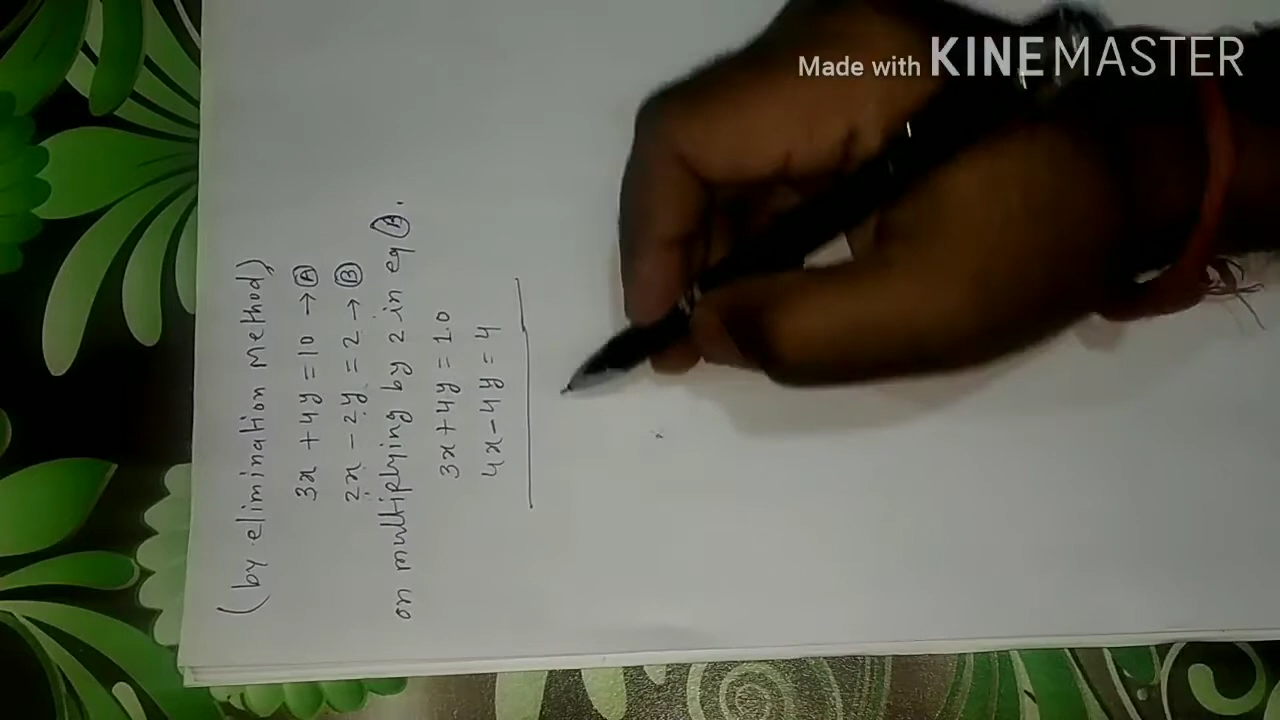 Made with KINEMASTER
(by elimination method)
3x + 4y = 10 → Ⓐ
2x - 2y = 2 → Ⓑ
on multiplying by 2 in eq Ⓑ.
3x + 4y = 10
4x - 4y = 4